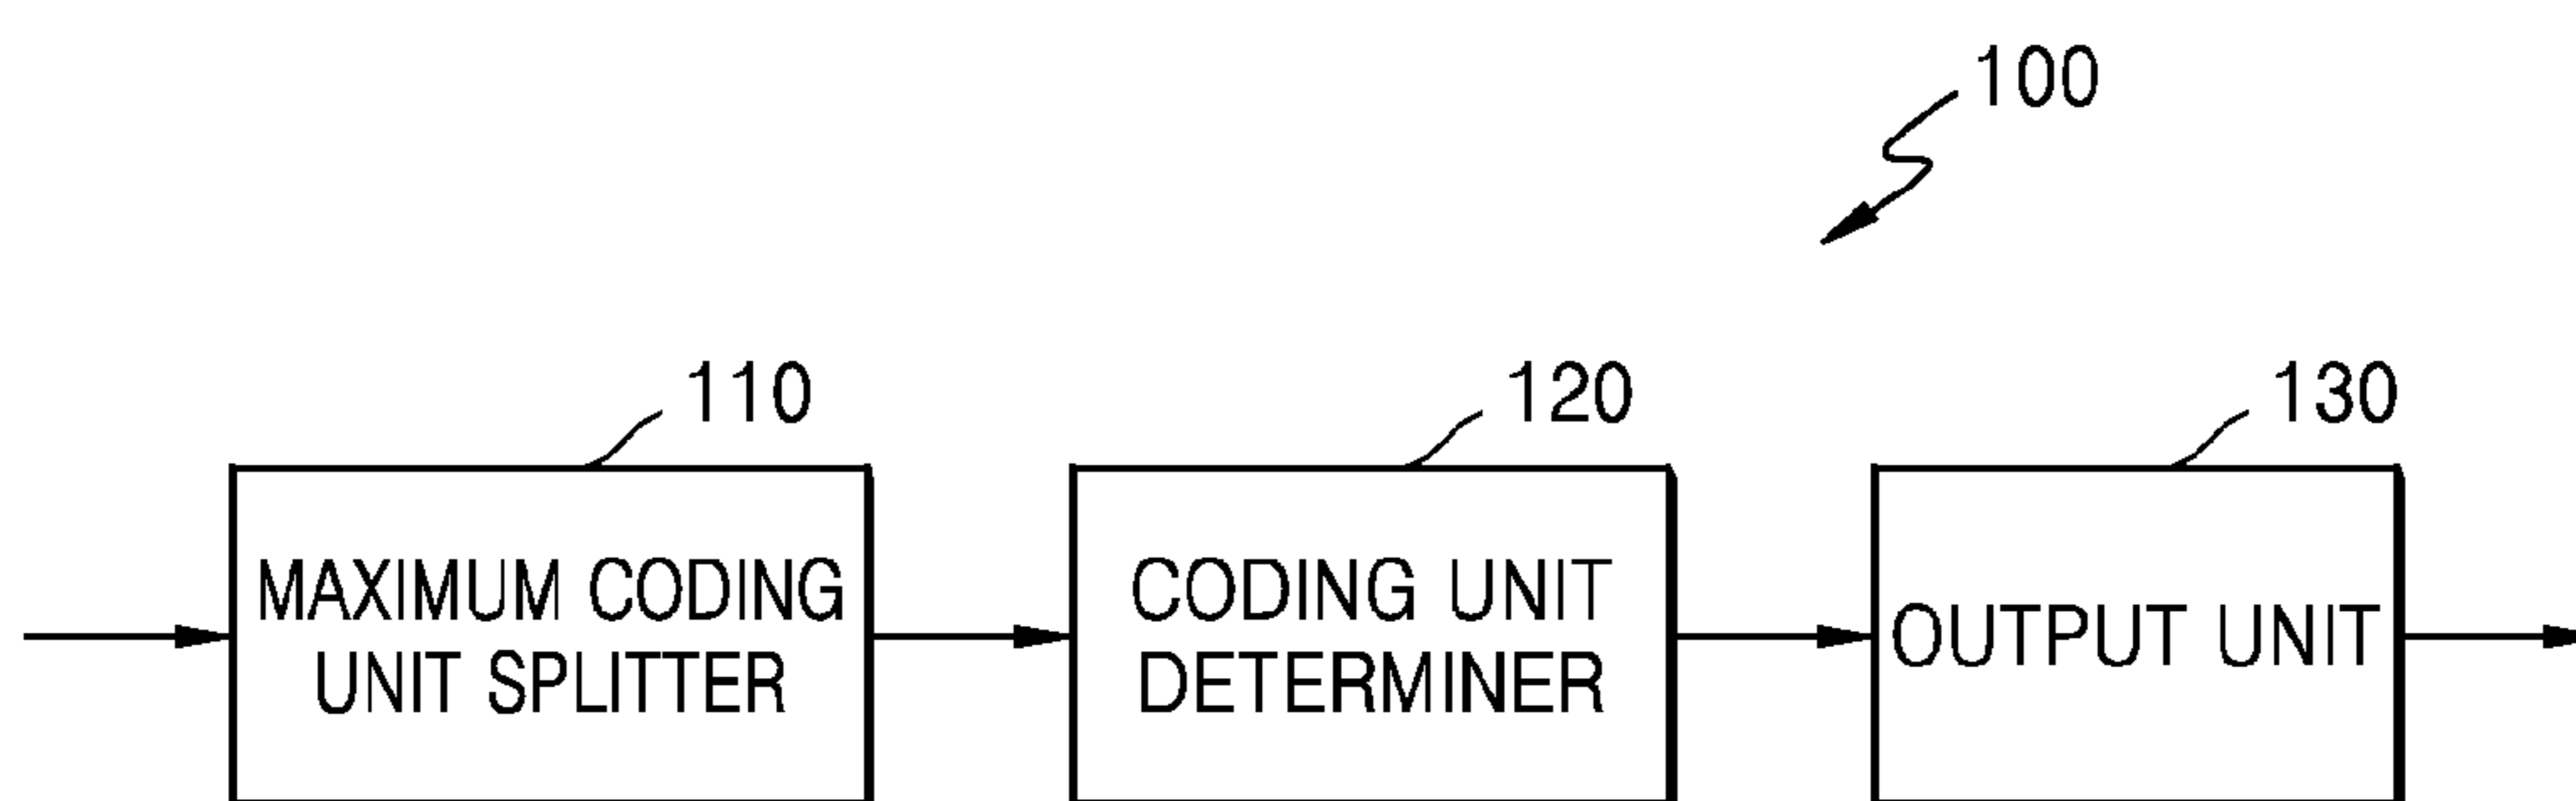 100
110
120
130
MAXIMUM CODING
UNIT SPLITTER
CODING UNIT
DETERMINER
OUTPUT UNIT